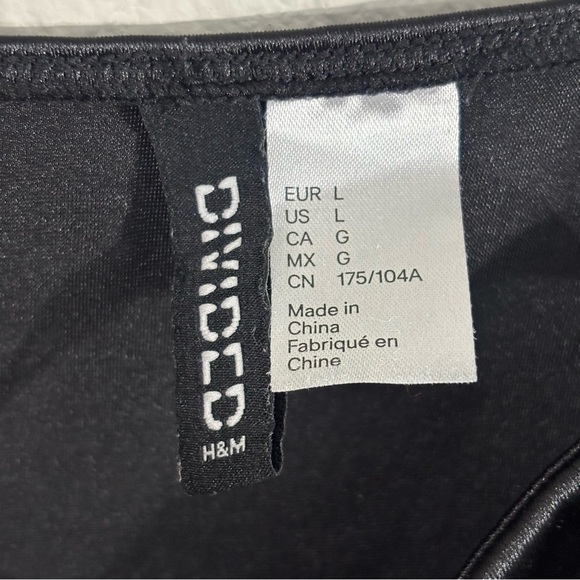 DIVIDED
H&M
EUR L
US L
CA G
MX G
CN 175/104A
Made in
China
Fabriqué en
Chine